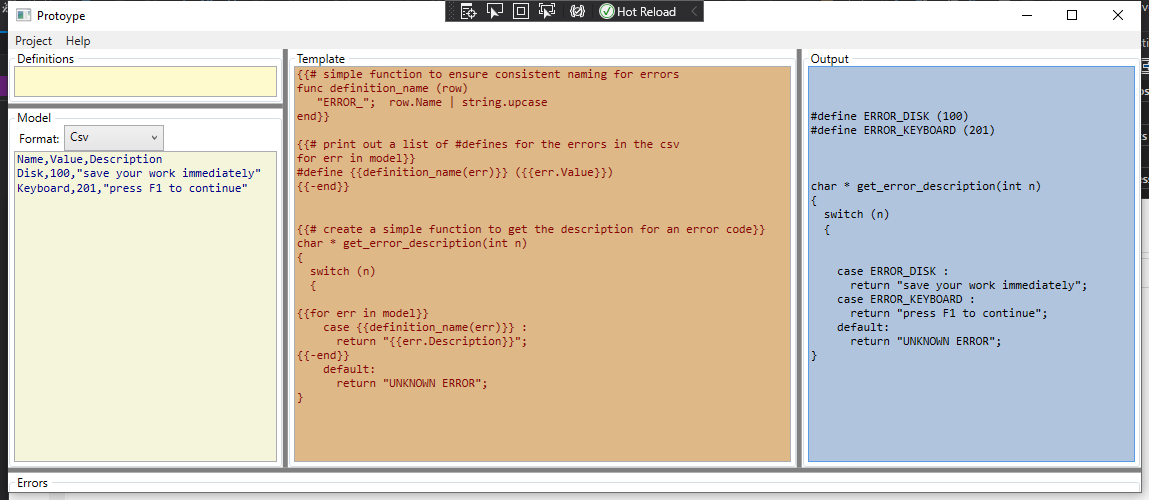 Protoype
Hot Reload
Project Help
Definitions
Model
Format: Csv
Name,Value,Description
Disk,100,"save your work immediately"
Keyboard,201,"press F1 to continue"
Template
{{# simple function to ensure consistent naming for errors
func definition_name (row)
   "ERROR_";  row.Name | string.upcase
end}}

{{# print out a list of #defines for the errors in the csv
for err in model}}
#define {{definition_name(err)}} ({{err.Value}})
{{-end}}

{{# create a simple function to get the description for an error code}}
char * get_error_description(int n)
{
  switch (n)
  {

{{for err in model}}
    case {{definition_name(err)}} :
      return "{{err.Description}}";
{{-end}}
    default:
      return "UNKNOWN ERROR";
}
Output
#define ERROR_DISK (100)
#define ERROR_KEYBOARD (201)

char * get_error_description(int n)
{
  switch (n)
  {

    case ERROR_DISK :
      return "save your work immediately";
    case ERROR_KEYBOARD :
      return "press F1 to continue";
    default:
      return "UNKNOWN ERROR";
}
Errors